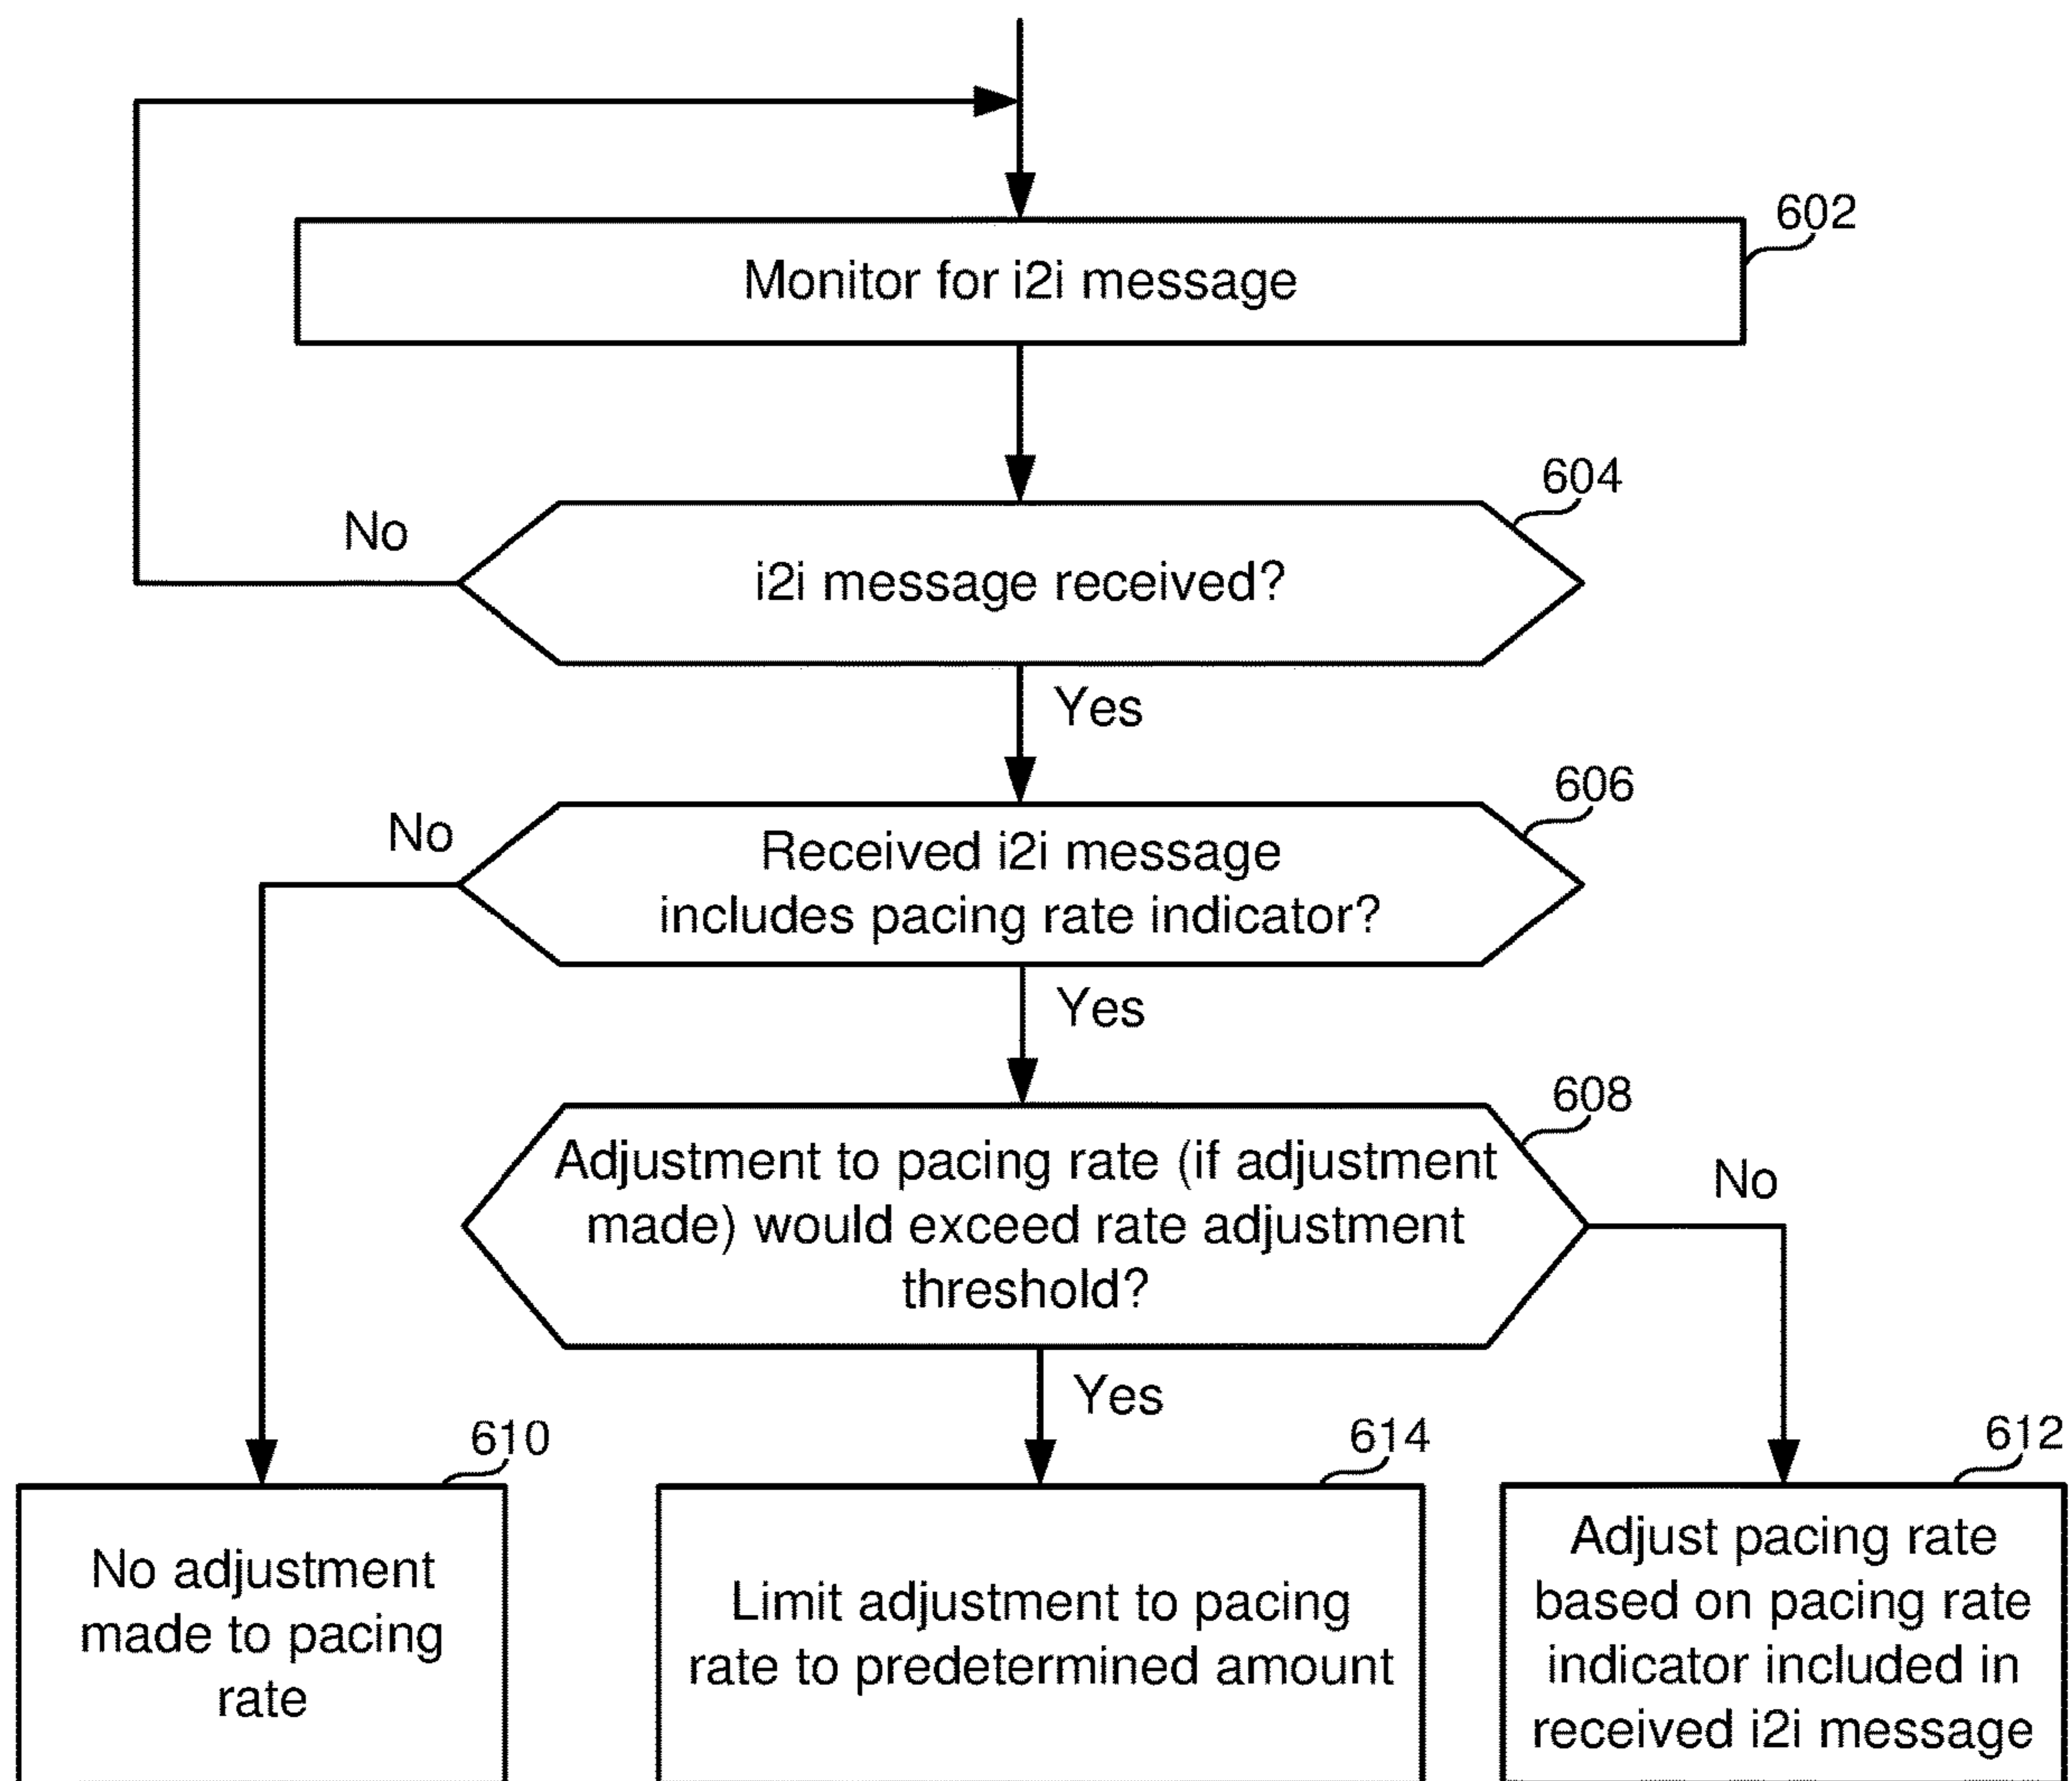 602
Monitor for i2i message
604
No
i2i message received?
Yes
606
No
Received i2i message
includes pacing rate indicator?
Yes
608
Adjustment to pacing rate (if adjustment
made) would exceed rate adjustment
threshold?
No
Yes
610
614
612
No adjustment
made to pacing
rate
Limit adjustment to pacing
rate to predetermined amount
Adjust pacing rate
based on pacing rate
indicator included in
received i2i message